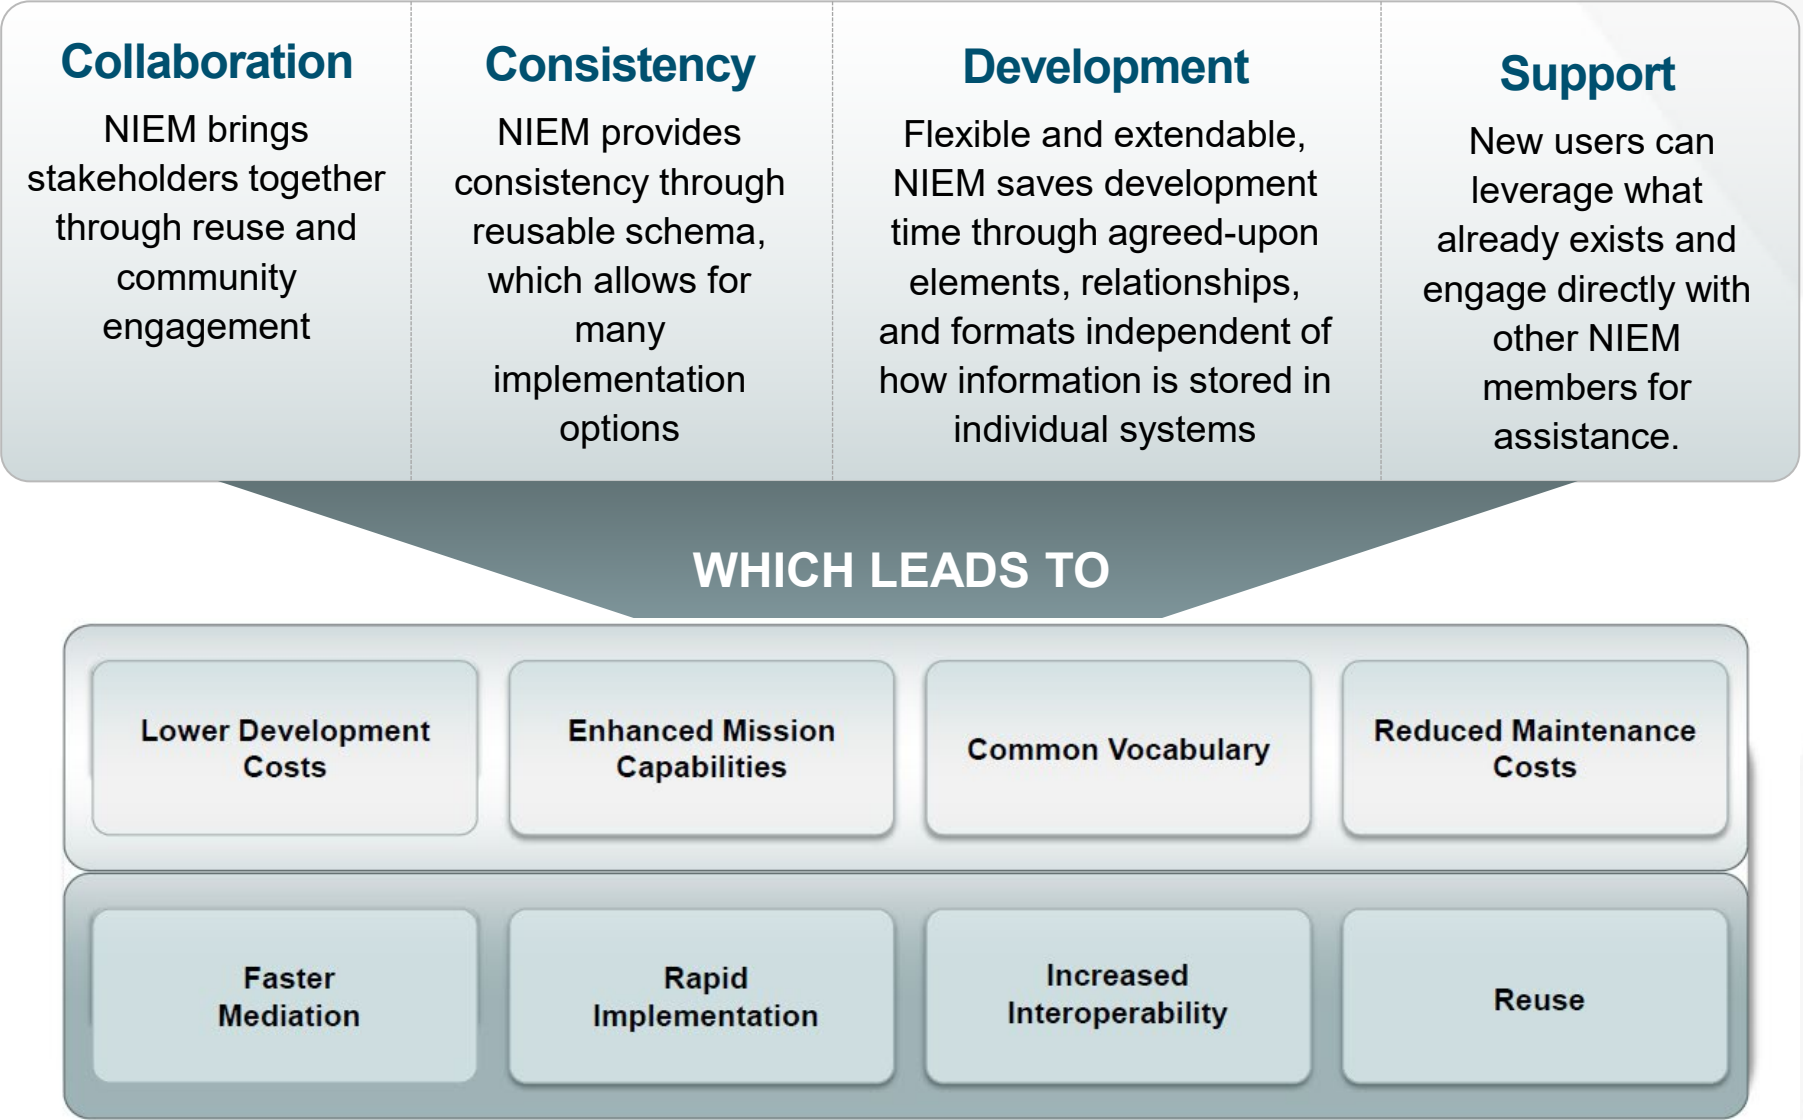 Collaboration
NIEM brings
stakeholders together
through reuse and
community
engagement
Consistency
NIEM provides
consistency through
reusable schema,
which allows for
many
implementation
options
Development
Flexible and extendable,
NIEM saves development
time through agreed-upon
elements, relationships,
and formats independent of
how information is stored in
individual systems
Support
New users can
leverage what
already exists and
engage directly with
other NIEM
members for
assistance.
WHICH LEADS TO
Lower Development
Costs
Enhanced Mission
Capabilities
Common Vocabulary
Reduced Maintenance
Costs
Faster
Mediation
Rapid
Implementation
Increased
Interoperability
Reuse